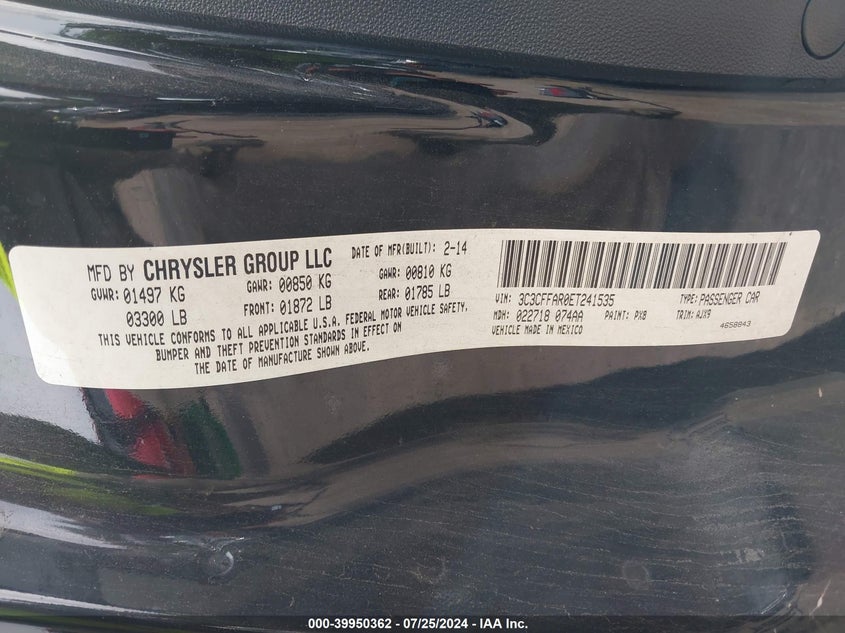 MFD BY CHRYSLER GROUP LLC
DATE OF MFR(BUILT): 2-14
GVWR: 01497 KG
GAWR: 00850 KG
GAWR: 00810 KG
03300 LB
FRONT: 01872 LB
REAR: 01785 LB
THIS VEHICLE CONFORMS TO ALL APPLICABLE U.S.A. FEDERAL MOTOR VEHICLE SAFETY,
BUMPER AND THEFT PREVENTION STANDARDS IN EFFECT ON
THE DATE OF MANUFACTURE SHOWN ABOVE.
VIN: 3C3CFFAR0ET241535
TYPE: PASSENGER CAR
MDH: 022718 074AA
PAINT: PX8
TRIM: AJX9
VEHICLE MADE IN MEXICO
4658843
000-39950362 - 07/25/2024 - IAA Inc.